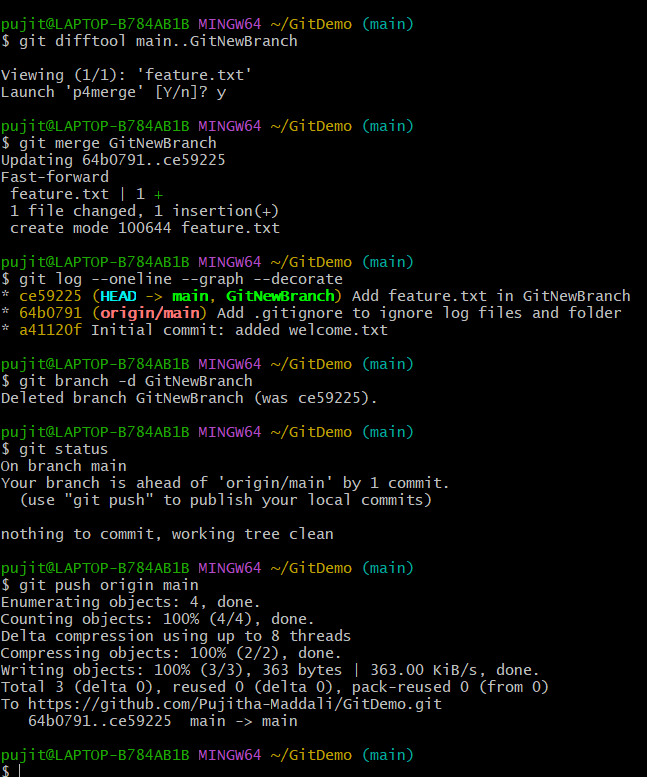 pujit@LAPTOP-B784AB1B MINGW64 ~/GitDemo (main)
$ git difftool main..GitNewBranch

Viewing (1/1): 'feature.txt'
Launch 'p4merge' [Y/n]? y

pujit@LAPTOP-B784AB1B MINGW64 ~/GitDemo (main)
$ git merge GitNewBranch
Updating 64b0791..ce59225
Fast-forward
 feature.txt | 1 +
 1 file changed, 1 insertion(+)
 create mode 100644 feature.txt

pujit@LAPTOP-B784AB1B MINGW64 ~/GitDemo (main)
$ git log --oneline --graph --decorate
* ce59225 (HEAD -> main, GitNewBranch) Add feature.txt in GitNewBranch
* 64b0791 (origin/main) Add .gitignore to ignore log files and folder
* a41120f Initial commit: added welcome.txt

pujit@LAPTOP-B784AB1B MINGW64 ~/GitDemo (main)
$ git branch -d GitNewBranch
Deleted branch GitNewBranch (was ce59225).

pujit@LAPTOP-B784AB1B MINGW64 ~/GitDemo (main)
$ git status
On branch main
Your branch is ahead of 'origin/main' by 1 commit.
  (use "git push" to publish your local commits)

nothing to commit, working tree clean

pujit@LAPTOP-B784AB1B MINGW64 ~/GitDemo (main)
$ git push origin main
Enumerating objects: 4, done.
Counting objects: 100% (4/4), done.
Delta compression using up to 8 threads
Compressing objects: 100% (2/2), done.
Writing objects: 100% (3/3), 363 bytes | 363.00 KiB/s, done.
Total 3 (delta 0), reused 0 (delta 0), pack-reused 0 (from 0)
To https://github.com/Pujitha-Maddali/GitDemo.git
   64b0791..ce59225  main -> main

pujit@LAPTOP-B784AB1B MINGW64 ~/GitDemo (main)
$